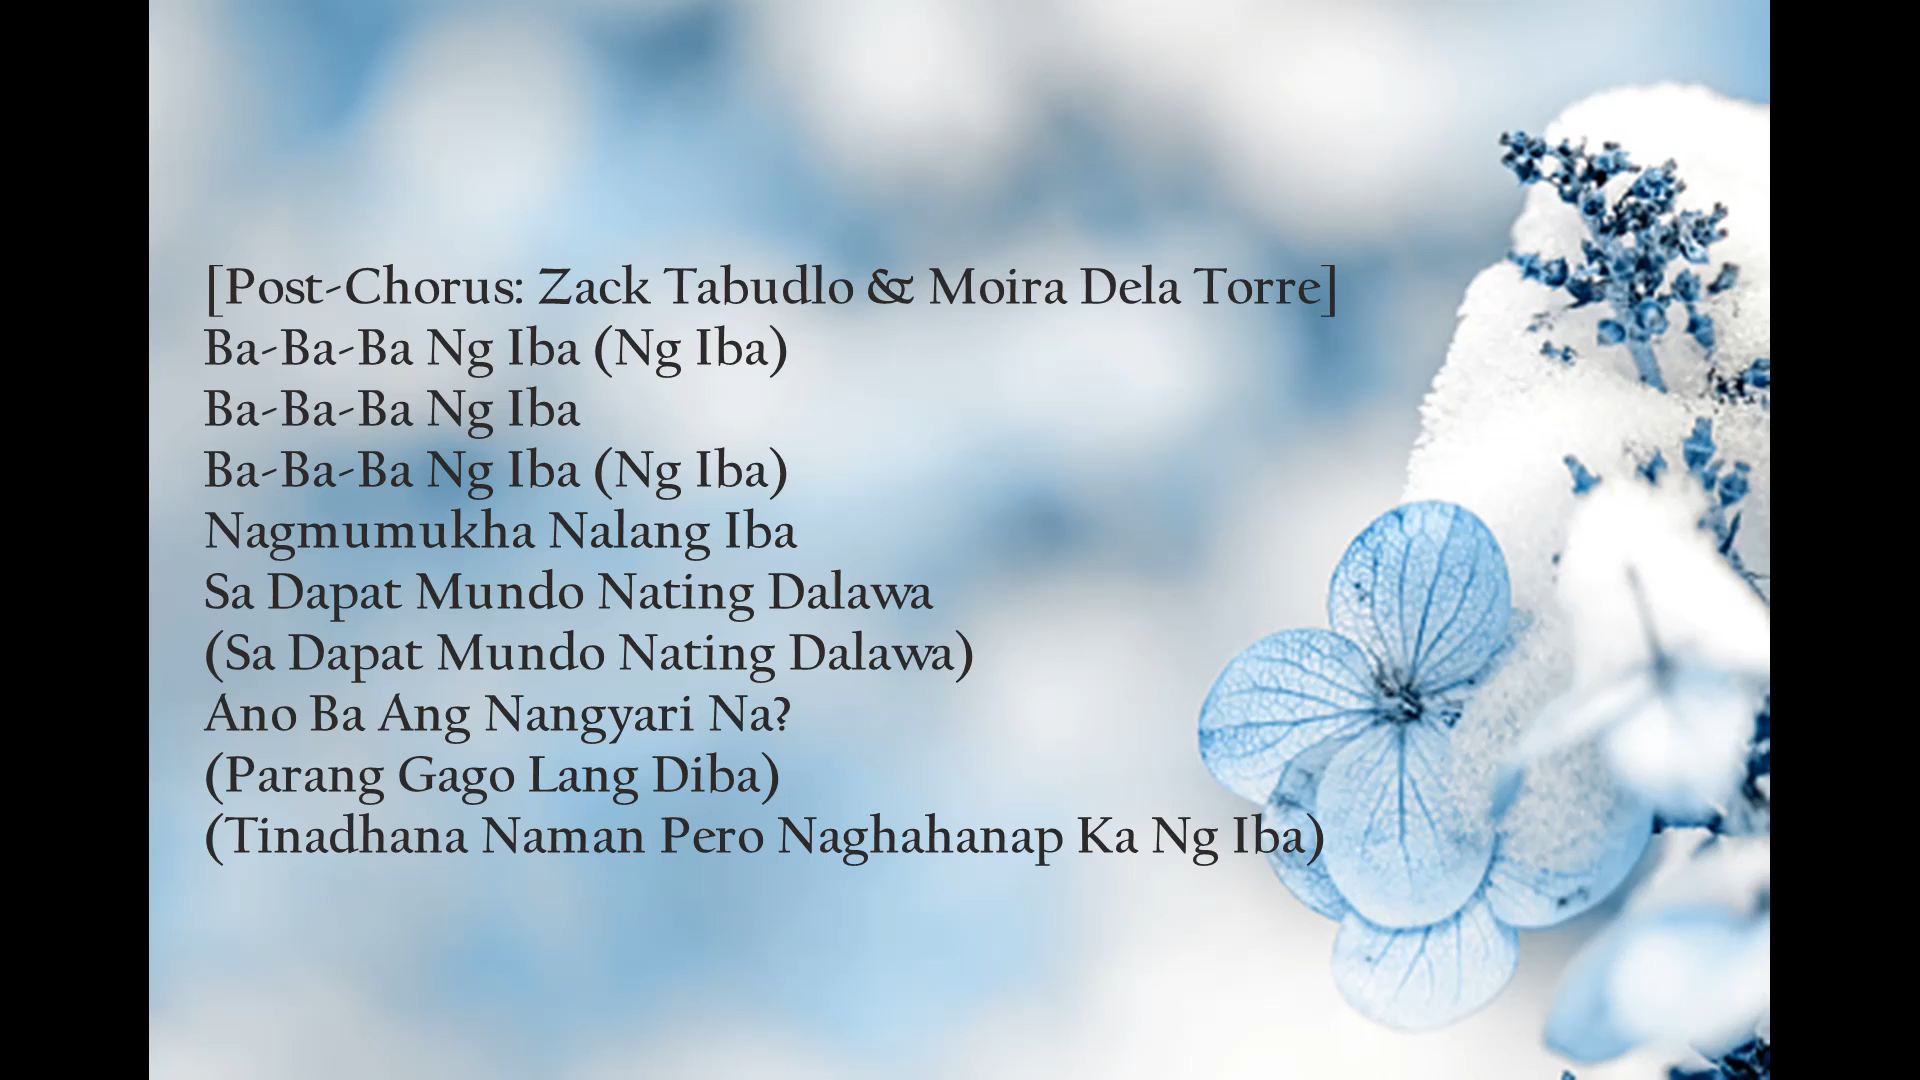 [Post-Chorus: Zack Tabudlo & Moira Dela Torre]
Ba-Ba-Ba Ng Iba (Ng Iba)
Ba-Ba-Ba Ng Iba
Ba-Ba-Ba Ng Iba (Ng Iba)
Nagmumukha Nalang Iba
Sa Dapat Mundo Nating Dalawa
(Sa Dapat Mundo Nating Dalawa)
Ano Ba Ang Nangyari Na?
(Parang Gago Lang Diba)
(Tinadhana Naman Pero Naghahanap Ka Ng Iba)